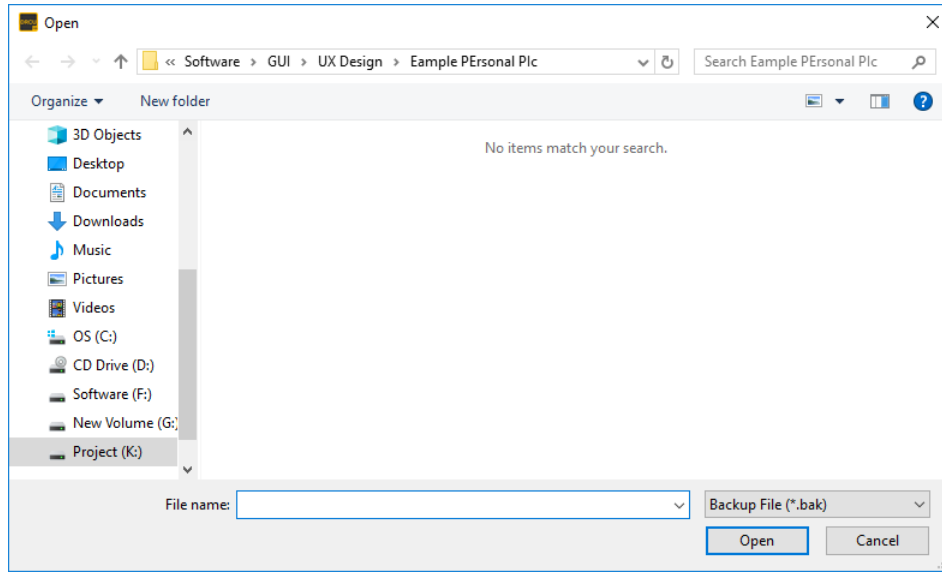 Open
« Software › GUI › UX Design › Eample PErsonal Plc
Search Eample PErsonal Plc
Organize
New folder
3D Objects
Desktop
Documents
Downloads
Music
Pictures
Videos
OS (C:)
CD Drive (D:)
Software (F:)
New Volume (G:)
Project (K:)
No items match your search.
File name:
Backup File (*.bak)
Open
Cancel